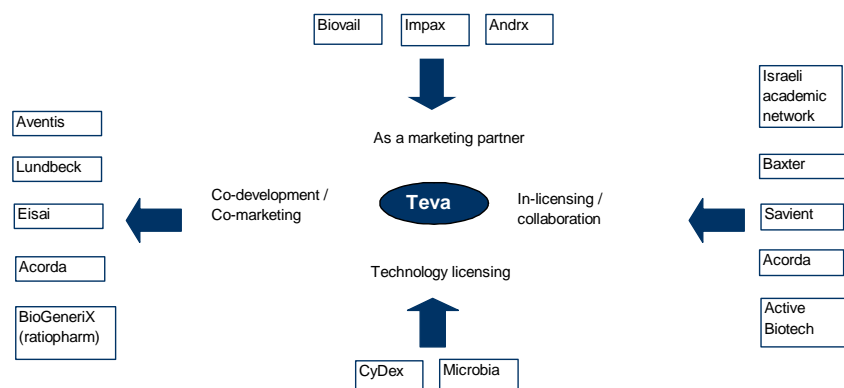 Biovail
Impax
Andrx
Israeli
academic
network
Aventis
As a marketing partner
Baxter
Lundbeck
Co-development /
Co-marketing
Teva
In-licensing /
collaboration
Eisai
Savient
Acorda
Technology licensing
Acorda
BioGeneriX
(ratiopharm)
Active
Biotech
CyDex
Microbia